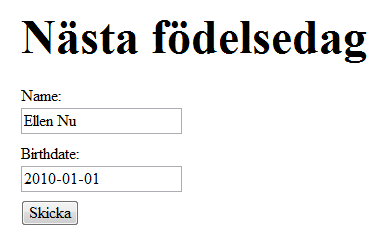 Nästa födelsedag
Name:
Ellen Nu
Birthdate:
2010-01-01
Skicka